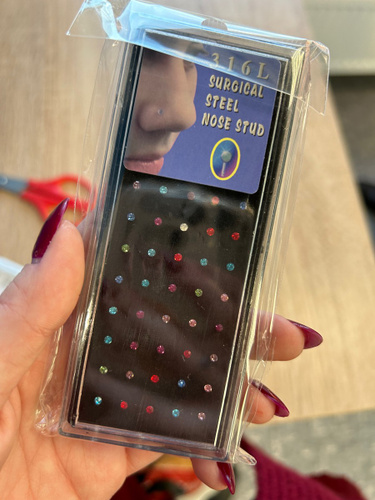 316L
SURGICAL
STEEL
NOSE STUD